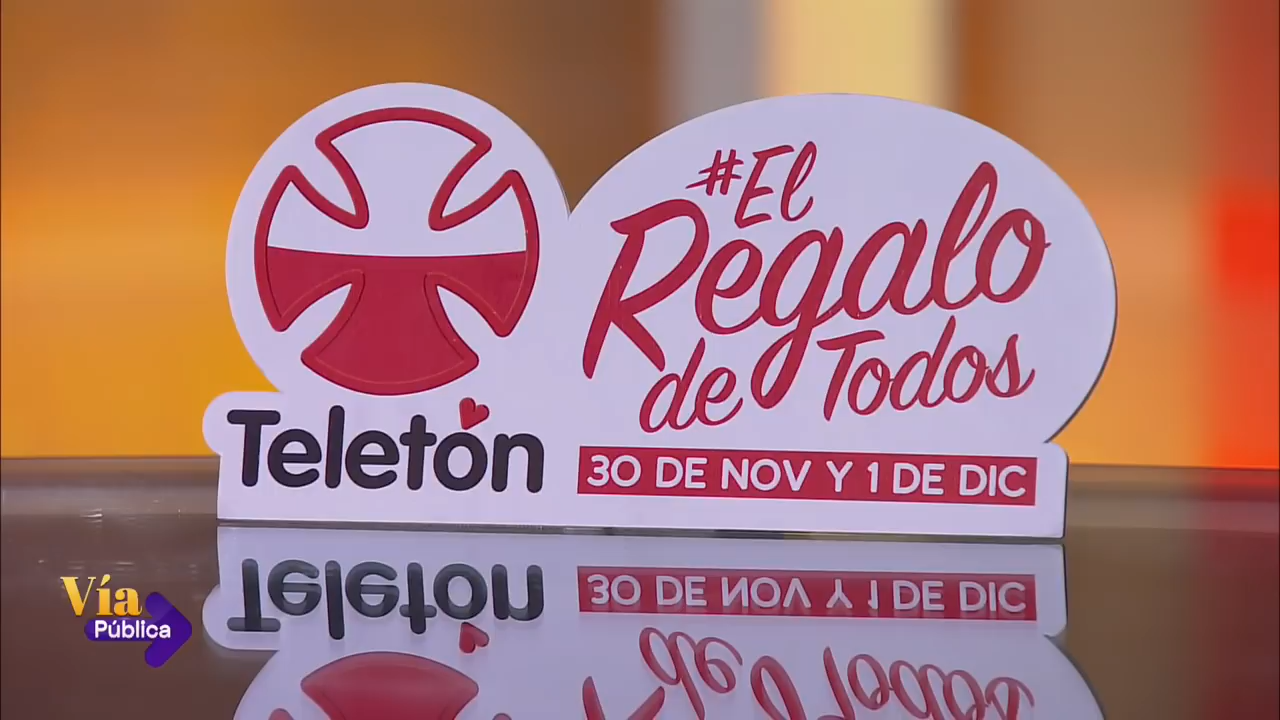 #El
Regalo
de Todos
Teletón
30 DE NOV Y 1 DE DIC
Vía
Pública